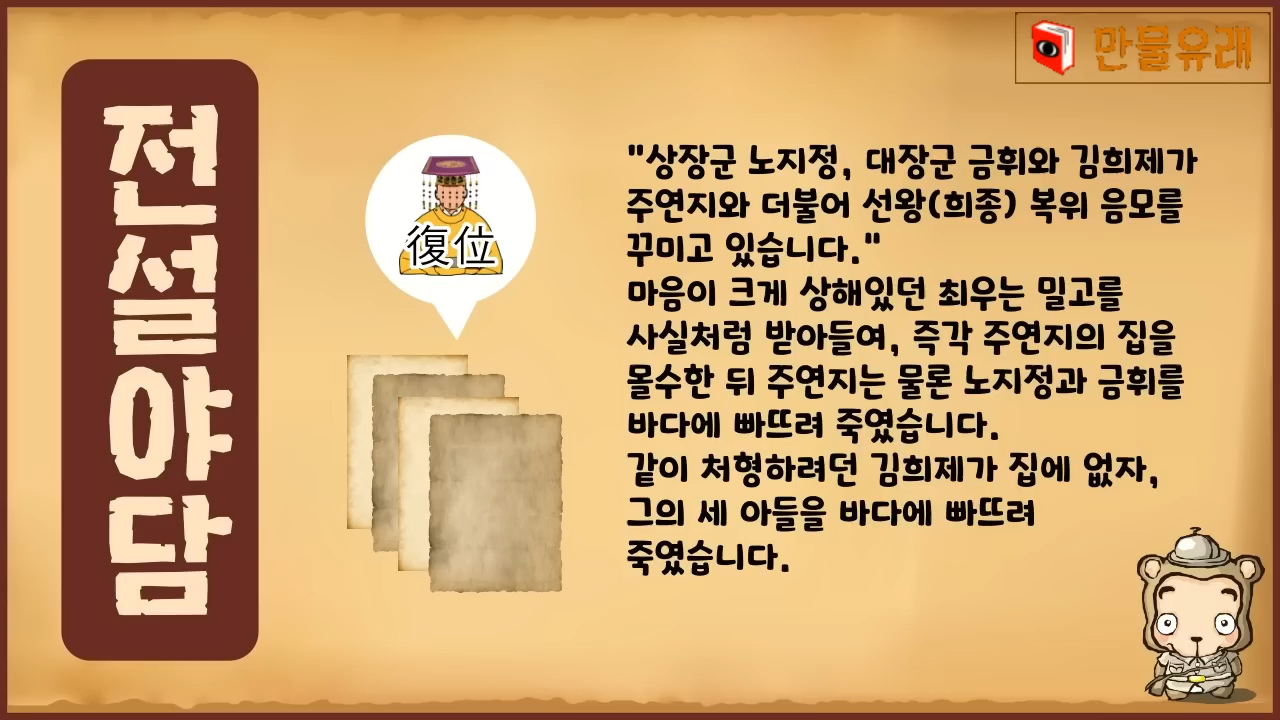 만물유래
전설야담
復位
"상장군 노지정, 대장군 금휘와 김희제가
주연지와 더불어 선왕(희종) 복위 음모를
꾸미고 있습니다."
마음이 크게 상해있던 최우는 밀고를
사실처럼 받아들여, 즉각 주연지의 집을
몰수한 뒤 주연지는 물론 노지정과 금휘를
바다에 빠뜨려 죽였습니다.
같이 처형하려던 김희제가 집에 없자,
그의 세 아들을 바다에 빠뜨려
죽였습니다.